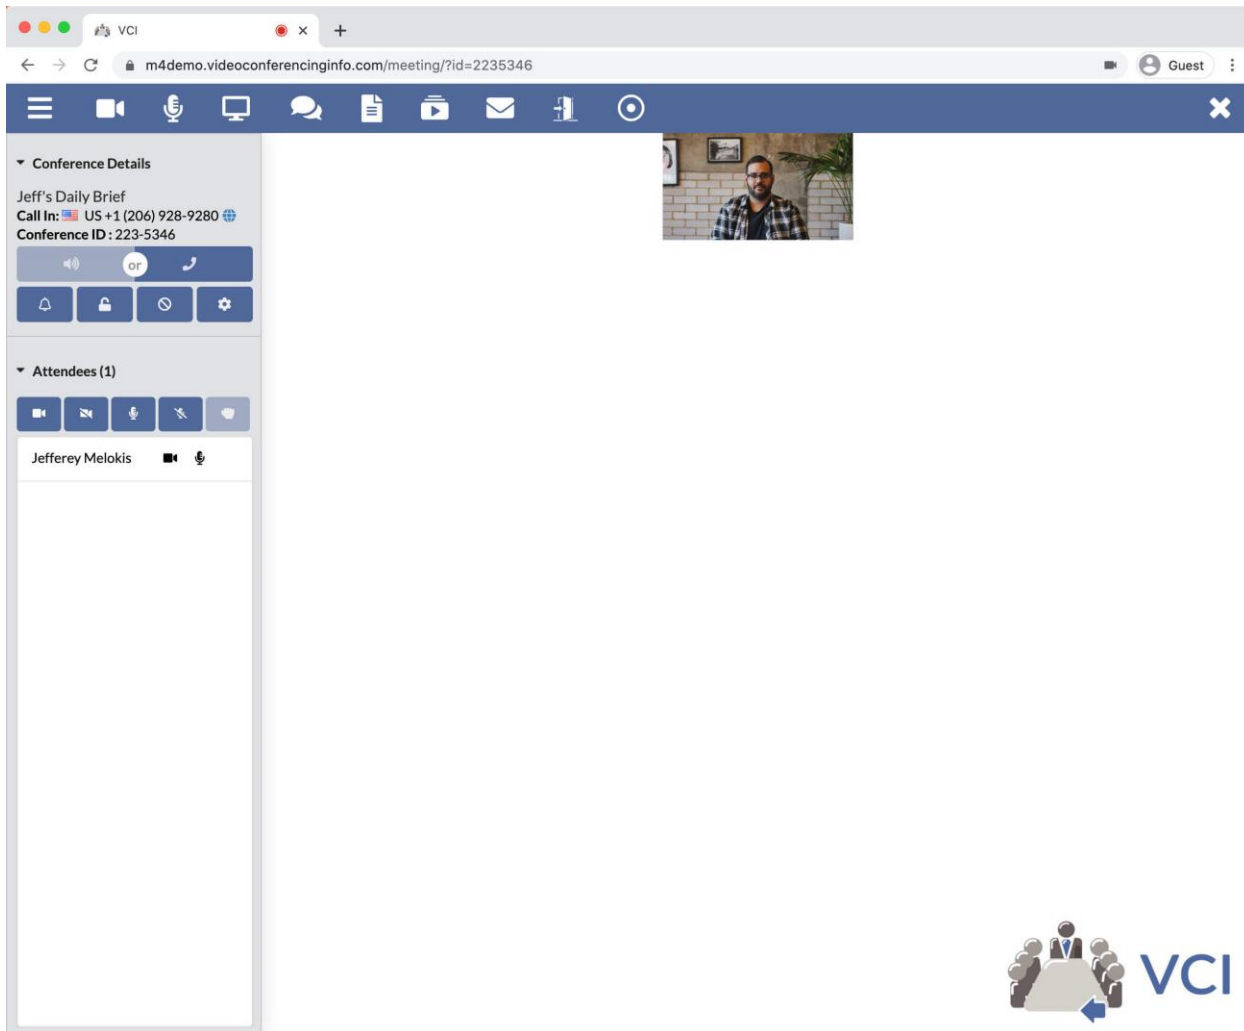 VCI
m4demo.videoconferencinginfo.com/meeting/?id=2235346
Guest
Conference Details
Jeff's Daily Brief
Call In: US +1 (206) 928-9280
Conference ID : 223-5346
or
Attendees (1)
Jefferey Melokis
VCI